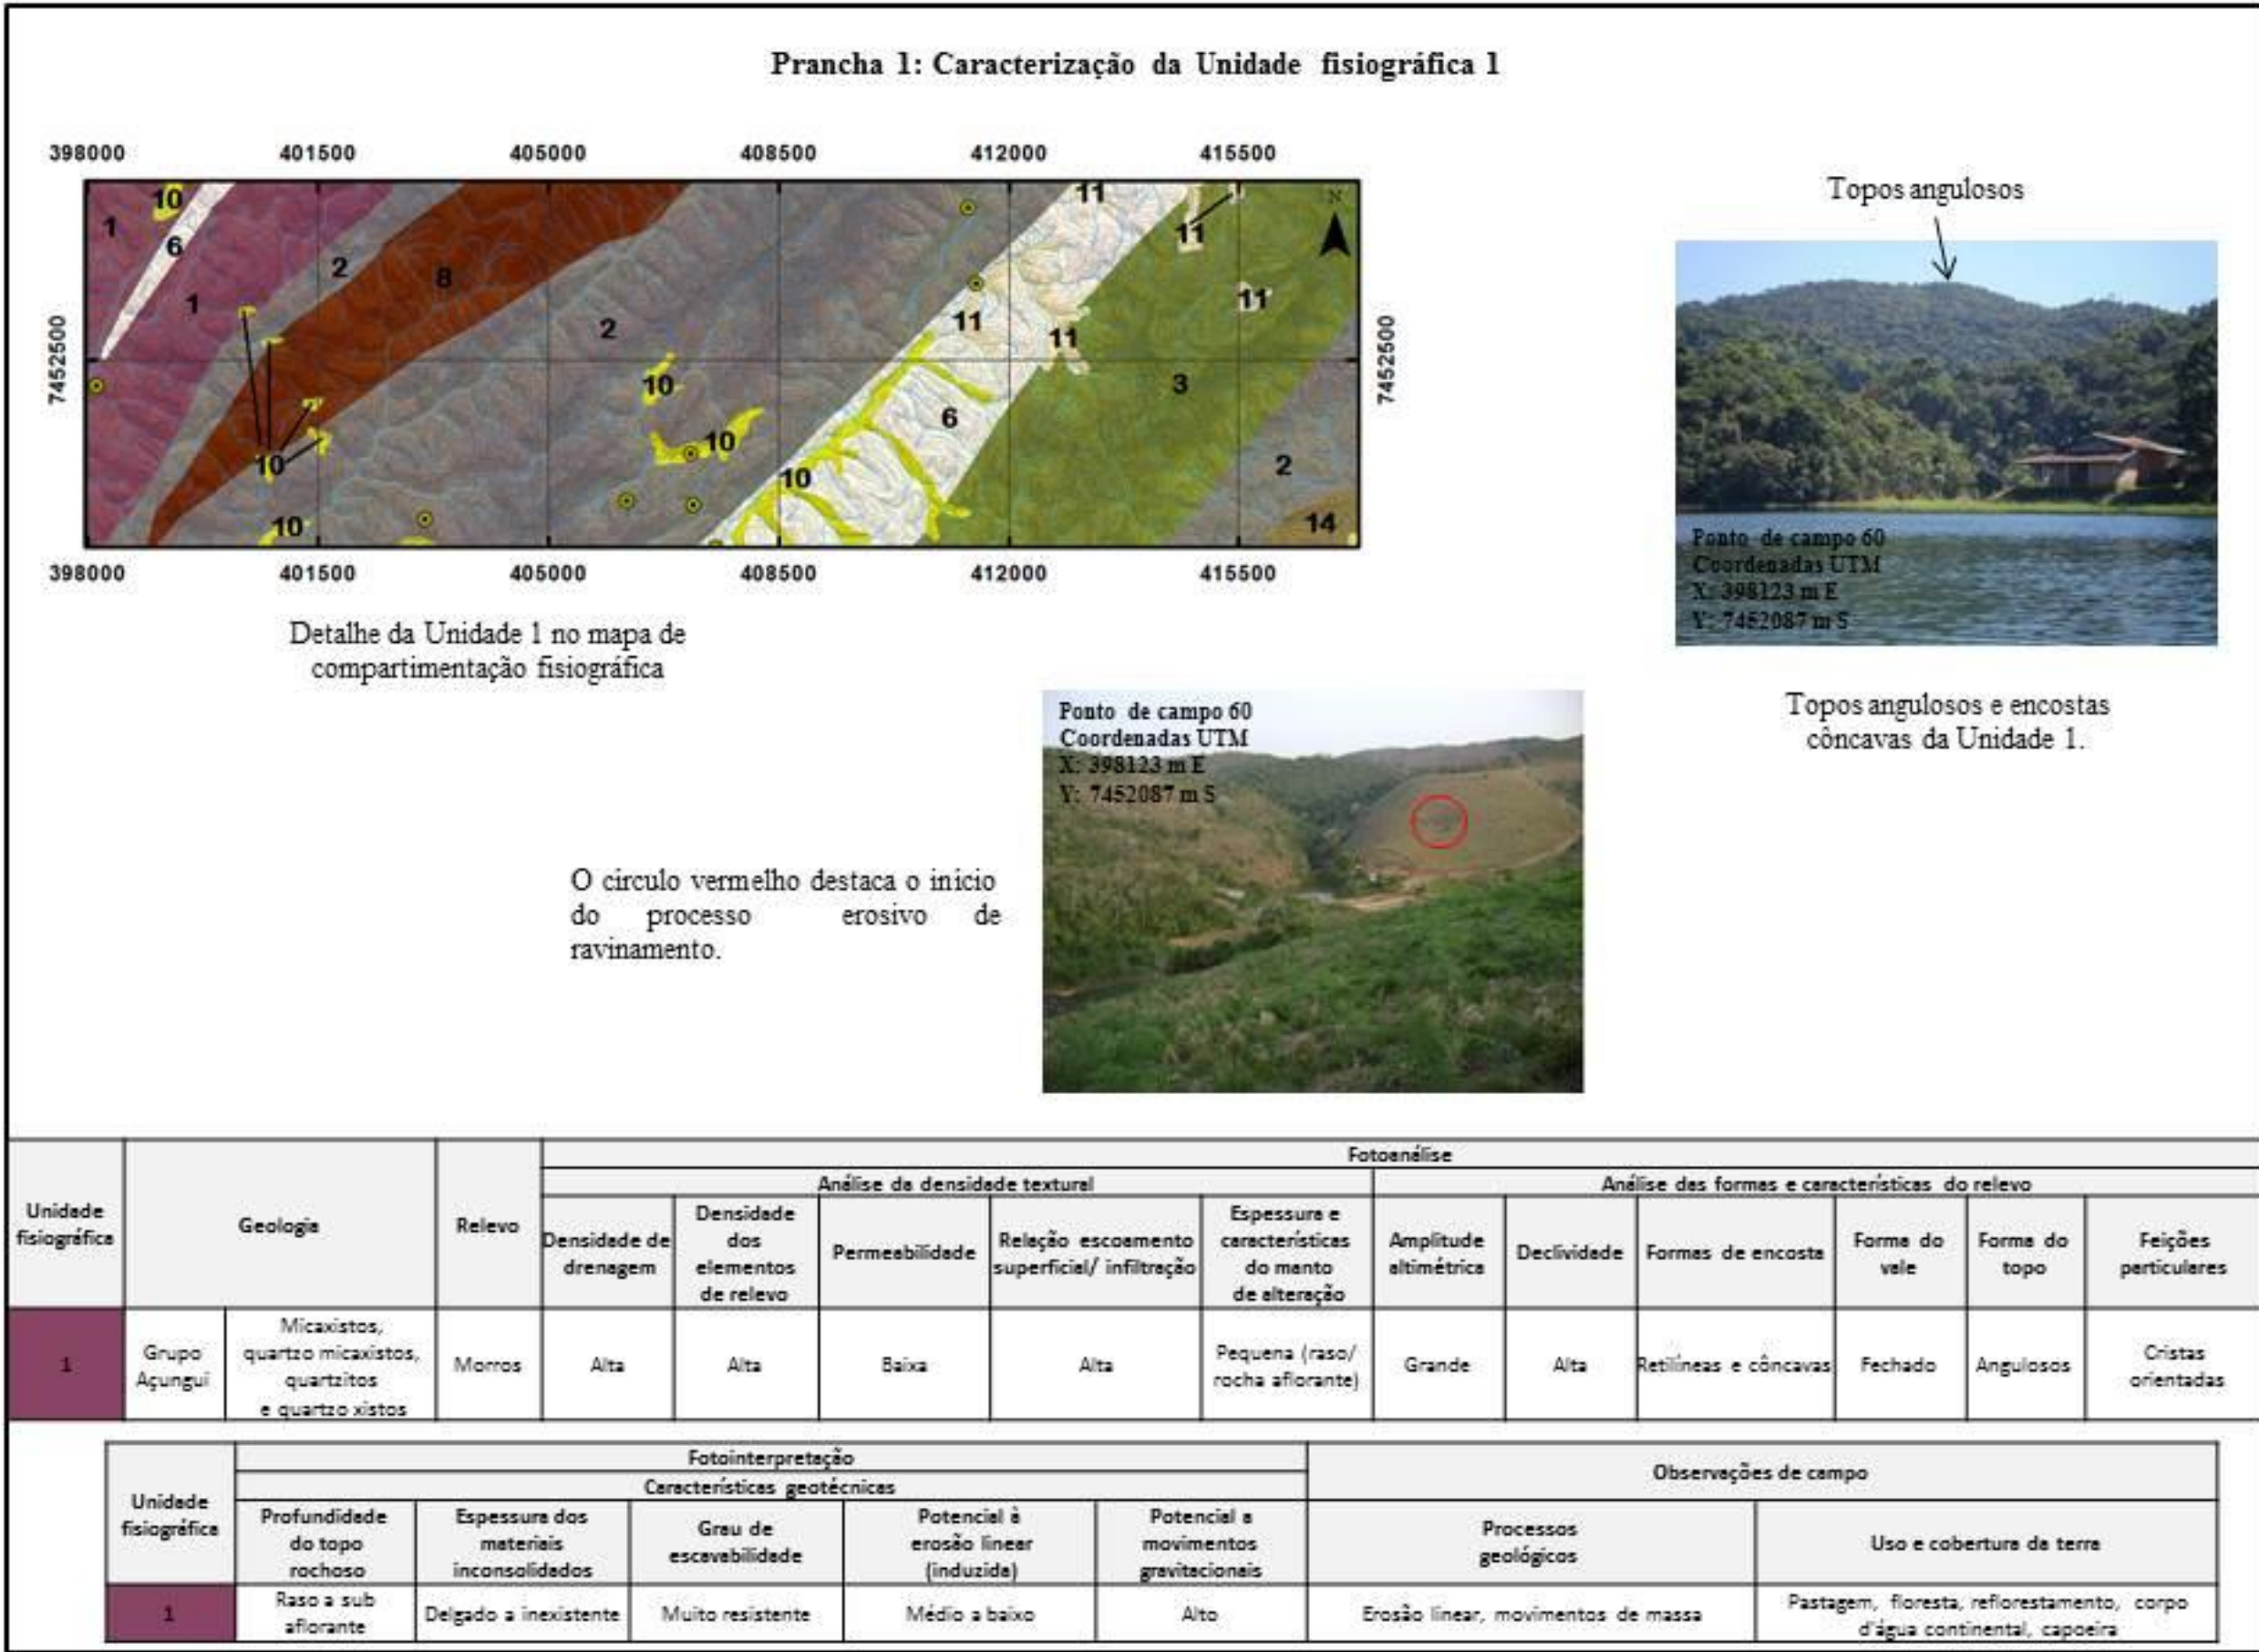 Prancha 1: Caracterização da Unidade fisiográfica 1
398000 401500 405000 408500 412000 415500
N
10
1
6
2
1
8
2
11
11
11
11
11
7452500
7452500
10
3
6
10
10
10
2
10
14
398000 401500 405000 408500 412000 415500
Detalhe da Unidade 1 no mapa de
compartimentação fisiográfica
Topos angulosos
Ponto de campo 60
Coordenadas UTM
X: 398123 m E
Y: 7452087 m S
Topos angulosos e encostas
côncavas da Unidade 1.
Ponto de campo 60
Coordenadas UTM
X: 398123 m E
Y: 7452087 m S
O circulo vermelho destaca o início
do processo erosivo de
ravinamento.
Unidade
fisiográfica
Geologia
Relevo
Fotoanálise
Análise da densidade textural
Análise das formas e características do relevo
Densidade de
drenagem
Densidade
dos
elementos
de relevo
Permeabilidade
Relação escoamento
superficial/ infiltração
Espessura e
características
do manto
de alteração
Amplitude
altimétrica
Declividade
Formas de encosta
Forma do
vale
Forma do
topo
Feições
particulares
1
Grupo
Açungui
Micaxistos,
quartzo micaxistos,
quartzitos
e quartzo xistos
Morros
Alta
Alta
Baixa
Alta
Pequena (raso/
rocha aflorante)
Grande
Alta
Retilíneas e côncavas
Fechado
Angulosos
Cristas
orientadas
Unidade
fisiográfica
Fotointerpretação
Características geotécnicas
Observações de campo
Profundidade
do topo
rochoso
Espessura dos
materiais
inconsolidados
Grau de
escavabilidade
Potencial à
erosão linear
(induzida)
Potencial a
movimentos
gravitacionais
Processos
geológicos
Uso e cobertura da terra
1
Raso a sub
aflorante
Delgado a inexistente
Muito resistente
Médio a baixo
Alto
Erosão linear, movimentos de massa
Pastagem, floresta, reflorestamento, corpo
d'água continental, capoeira